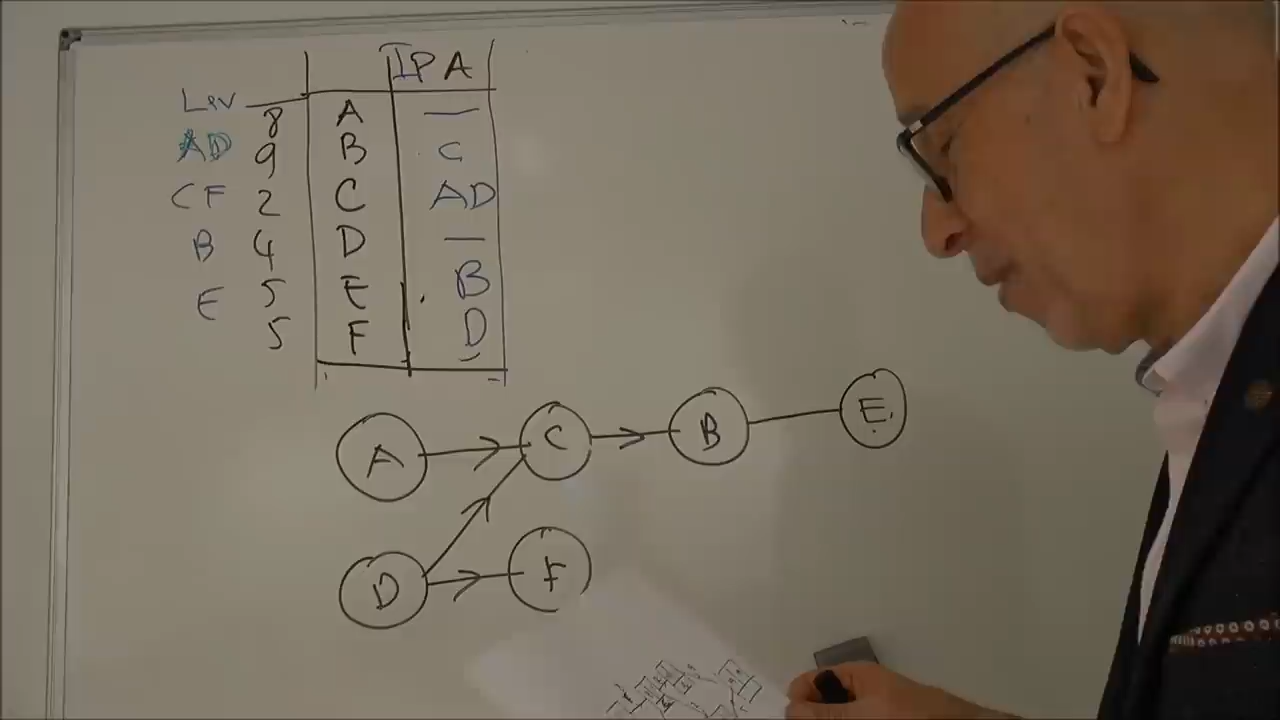 IPA
Lev 8 A —
AD 9 B C
CF 2 C AD
B 4 D —
E 5 E B
5 F D
A C B E
D F